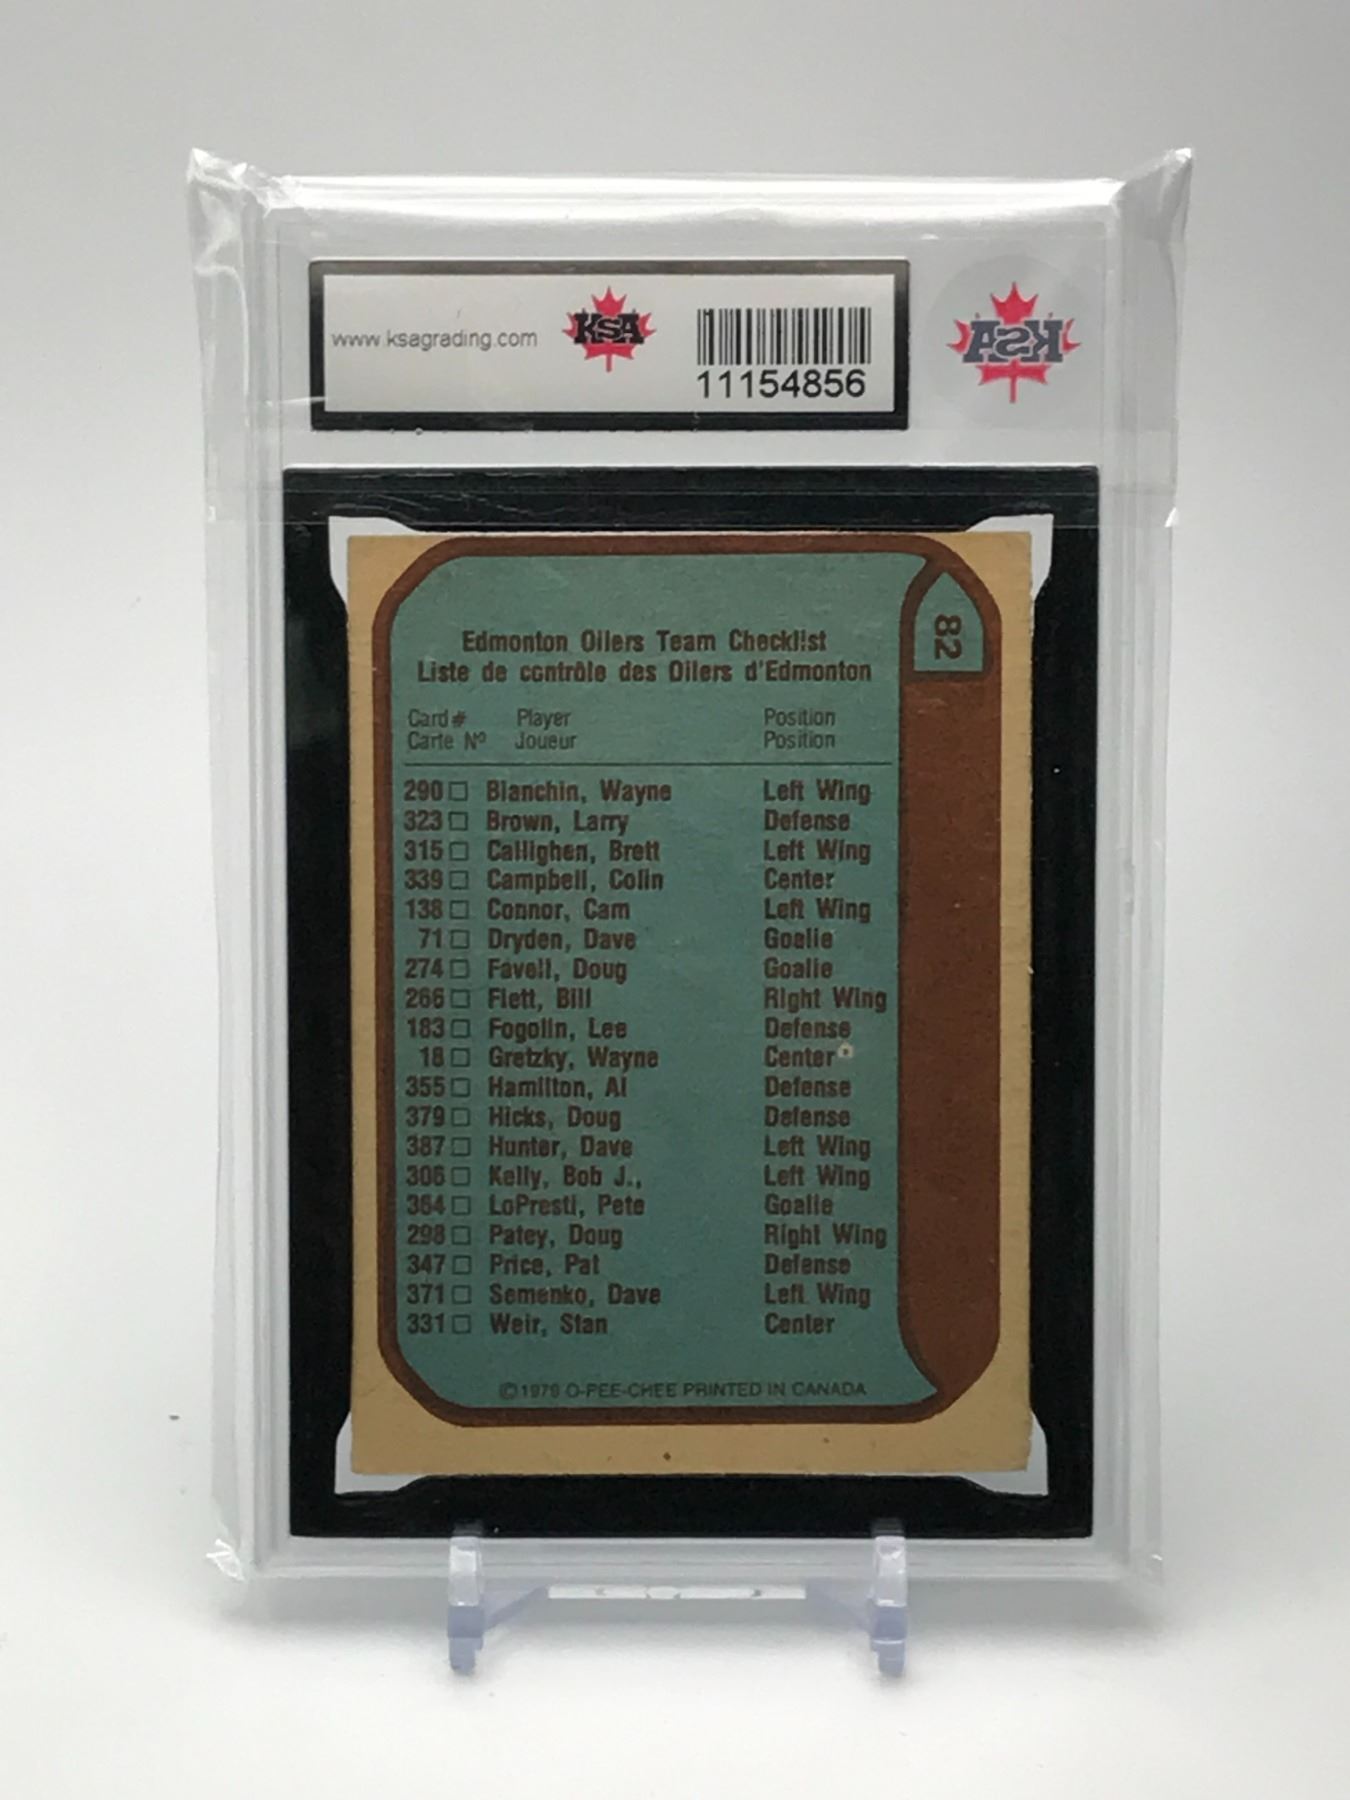 www.ksagrading.com
KSA
11154856
KSA
82
Edmonton Oilers Team Checklist
Liste de contrôle des Oilers d'Edmonton
Card # Player Position
Carte Nº Joueur Position
290 □ Bianchin, Wayne Left Wing
323 □ Brown, Larry Defense
315 □ Callighen, Brett Left Wing
339 □ Campbell, Colin Center
138 □ Connor, Cam Left Wing
71 □ Dryden, Dave Goalie
274 □ Favell, Doug Goalie
266 □ Flett, Bill Right Wing
183 □ Fogolin, Lee Defense
18 □ Gretzky, Wayne Center
355 □ Hamilton, Al Defense
379 □ Hicks, Doug Defense
387 □ Hunter, Dave Left Wing
306 □ Kelly, Bob J., Left Wing
364 □ LoPresti, Pete Goalie
298 □ Patey, Doug Right Wing
347 □ Price, Pat Defense
371 □ Semenko, Dave Left Wing
331 □ Weir, Stan Center
©1979 O-PEE-CHEE PRINTED IN CANADA